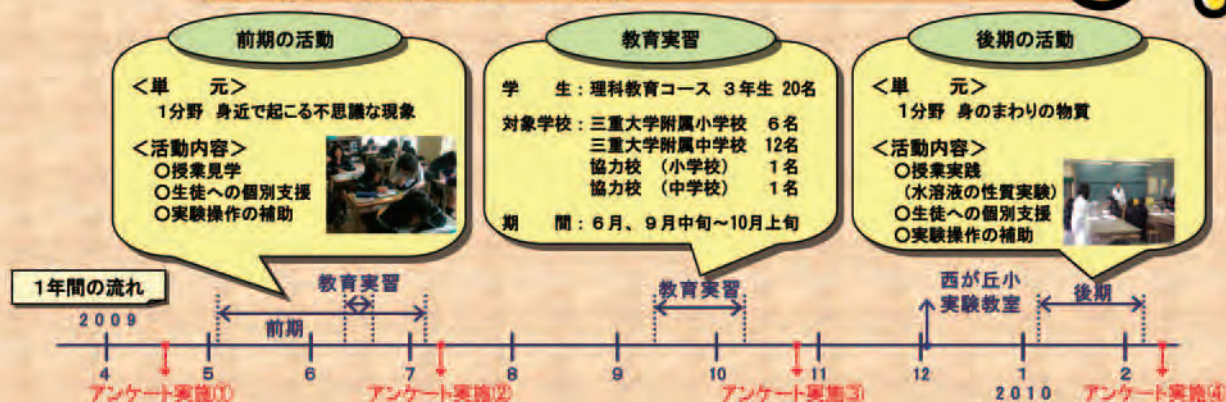 前期の活動
<単　元>
1分野 身近で起こる不思議な現象
<活動内容>
○授業見学
○生徒への個別支援
○実験操作の補助
教育実習
学　生：理科教育コース 3年生 20名
対象学校：三重大学附属小学校 6名
三重大学附属中学校 12名
協力校 （小学校） 1名
協力校 （中学校） 1名
期　間：6月、9月中旬～10月上旬
後期の活動
<単　元>
1分野 身のまわりの物質
<活動内容>
○授業実践
（水溶液の性質実験）
○生徒への個別支援
○実験操作の補助
1年間の流れ
教育実習
前期
教育実習
西が丘小
実験教室
後期
2009
4 5 6 7 8 9 10 11 12 1 2
2010
アンケート実施①
アンケート実施②
アンケート実施③
アンケート実施④